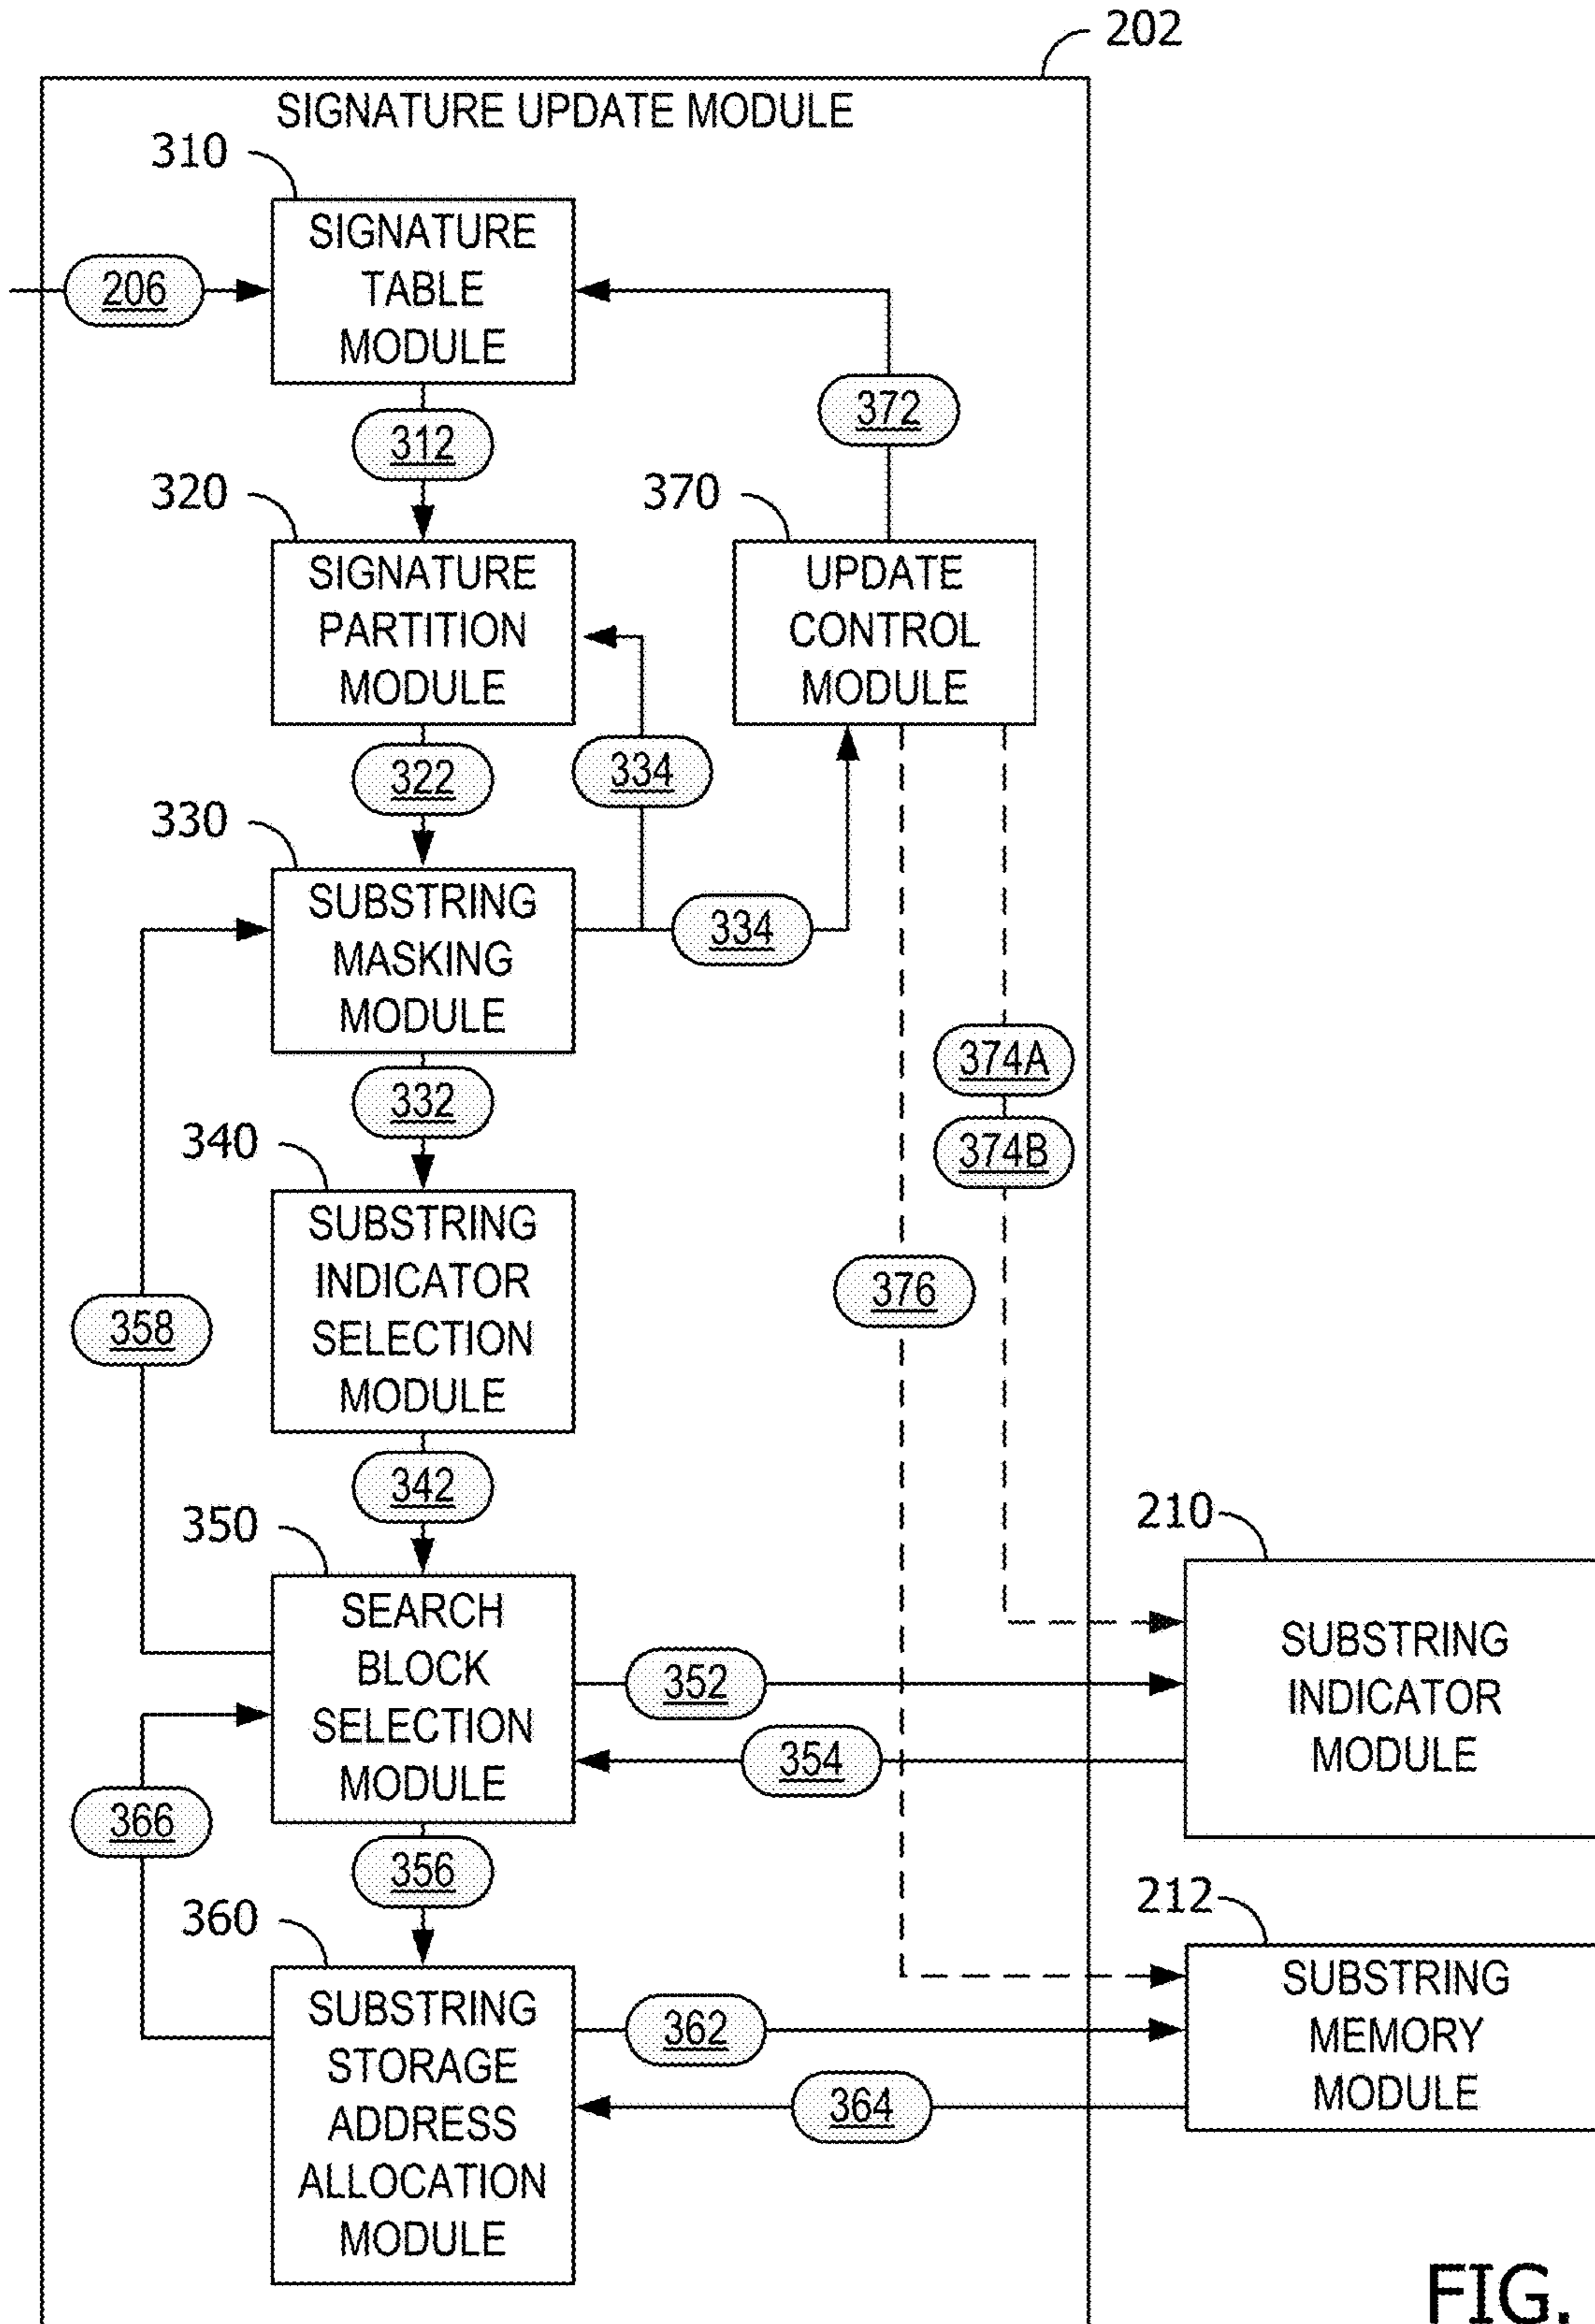 202
SIGNATURE UPDATE MODULE
310
SIGNATURE
TABLE
MODULE
206
372
312
320
370
SIGNATURE
PARTITION
MODULE
UPDATE
CONTROL
MODULE
322
334
330
SUBSTRING
MASKING
MODULE
334
332
374A
374B
340
SUBSTRING
INDICATOR
SELECTION
MODULE
376
358
342
350
210
SEARCH
BLOCK
SELECTION
MODULE
352
354
SUBSTRING
INDICATOR
MODULE
366
356
360
212
SUBSTRING
STORAGE
ADDRESS
ALLOCATION
MODULE
362
364
SUBSTRING
MEMORY
MODULE
FIG.